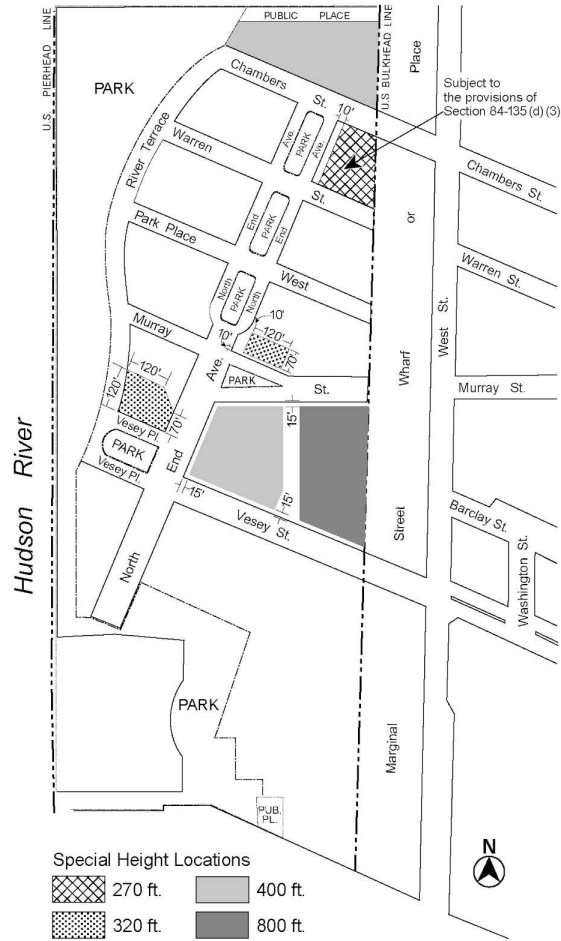 PUBLIC PLACE
U.S. PIERHEAD LINE
U.S BULKHEAD LINE
Place
PARK
Chambers
St.
10'
Subject to
the provisions of
Section 84-135 (d) (3)
River Terrace
Warren
Ave.
PARK
Ave.
St.
Chambers St.
Park Place
End
PARK
End
or
Warren St.
West
North
PARK
North
West St.
Murray
10'
120'
70'
10'
Wharf
Ave.
PARK
St.
Murray St.
120'
120'
70'
Vesey Pl.
PARK
Vesey Pl.
End
15'
15'
15'
Vesey St.
Street
Barclay St.
Washington St.
Hudson River
North
PARK
Marginal
PUB.
PL.
N
Special Height Locations
270 ft.
400 ft.
320 ft.
800 ft.